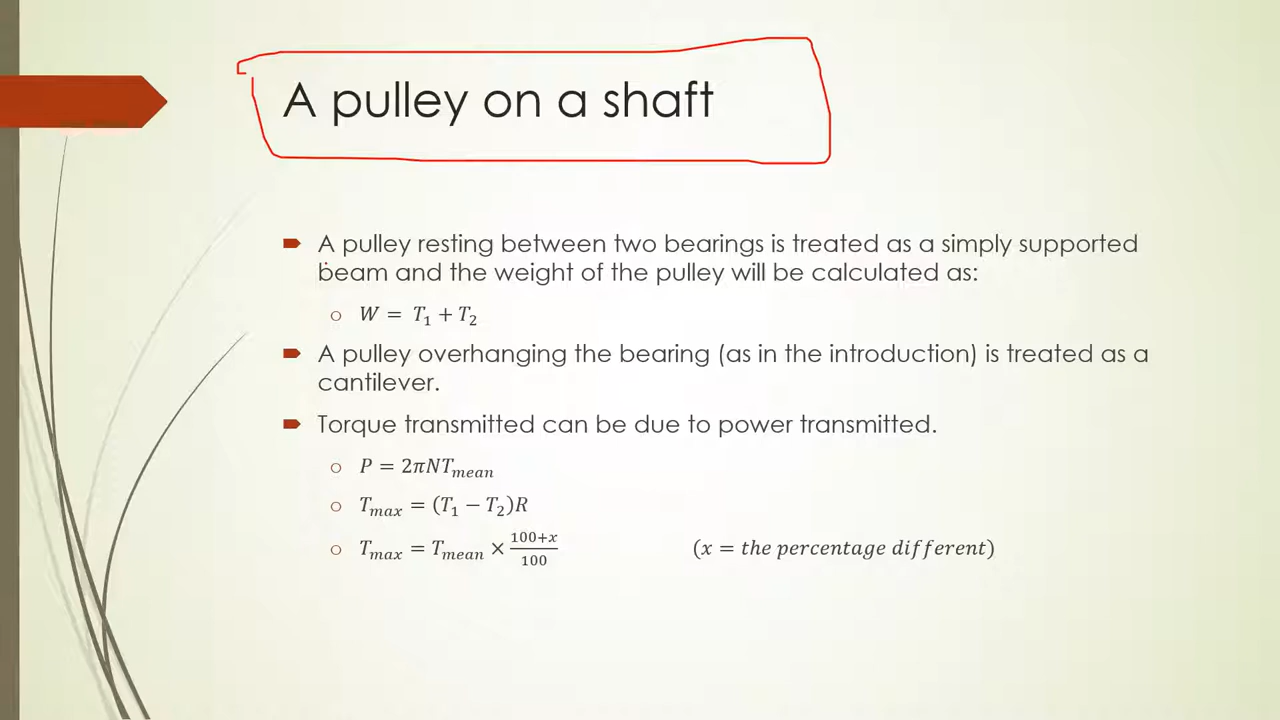 A pulley on a shaft
A pulley resting between two bearings is treated as a simply supported
beam and the weight of the pulley will be calculated as:
W = T₁ + T₂
A pulley overhanging the bearing (as in the introduction) is treated as a
cantilever.
Torque transmitted can be due to power transmitted.
P = 2πNT_mean
T_max = (T₁ − T₂)R
T_max = T_mean × (100+x)/100 (x = the percentage different)